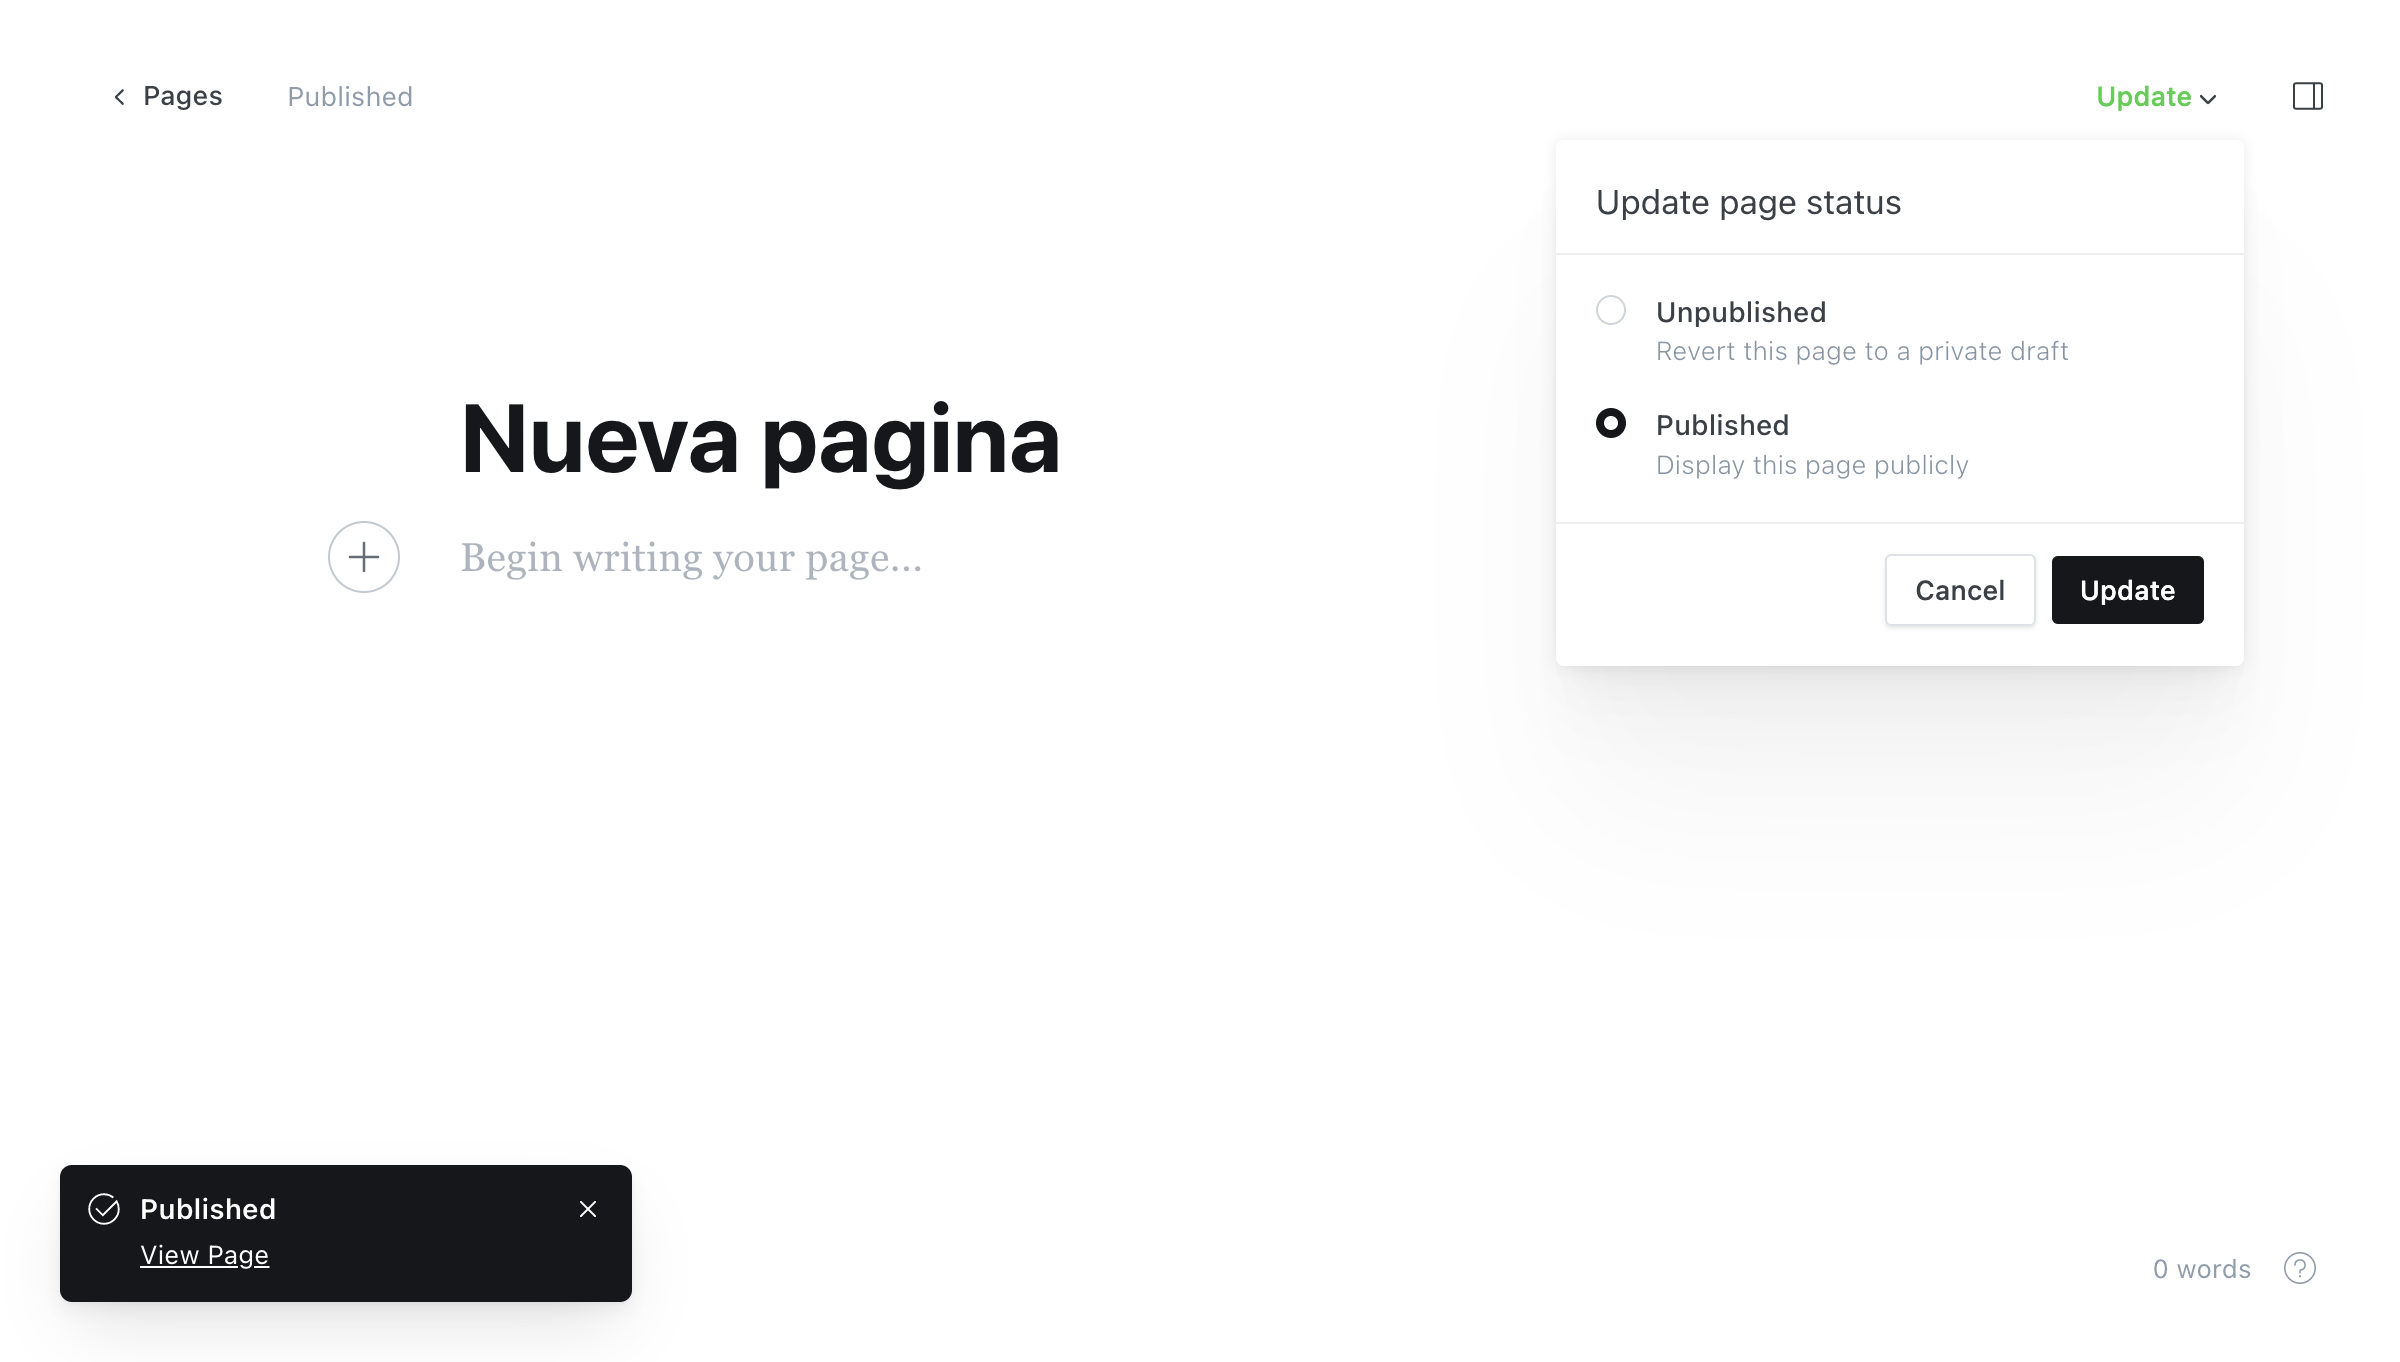 Pages
Published
Update
Update page status
Unpublished
Revert this page to a private draft
Published
Display this page publicly
Cancel
Update
Nueva pagina
Begin writing your page...
Published
View Page
0 words
?